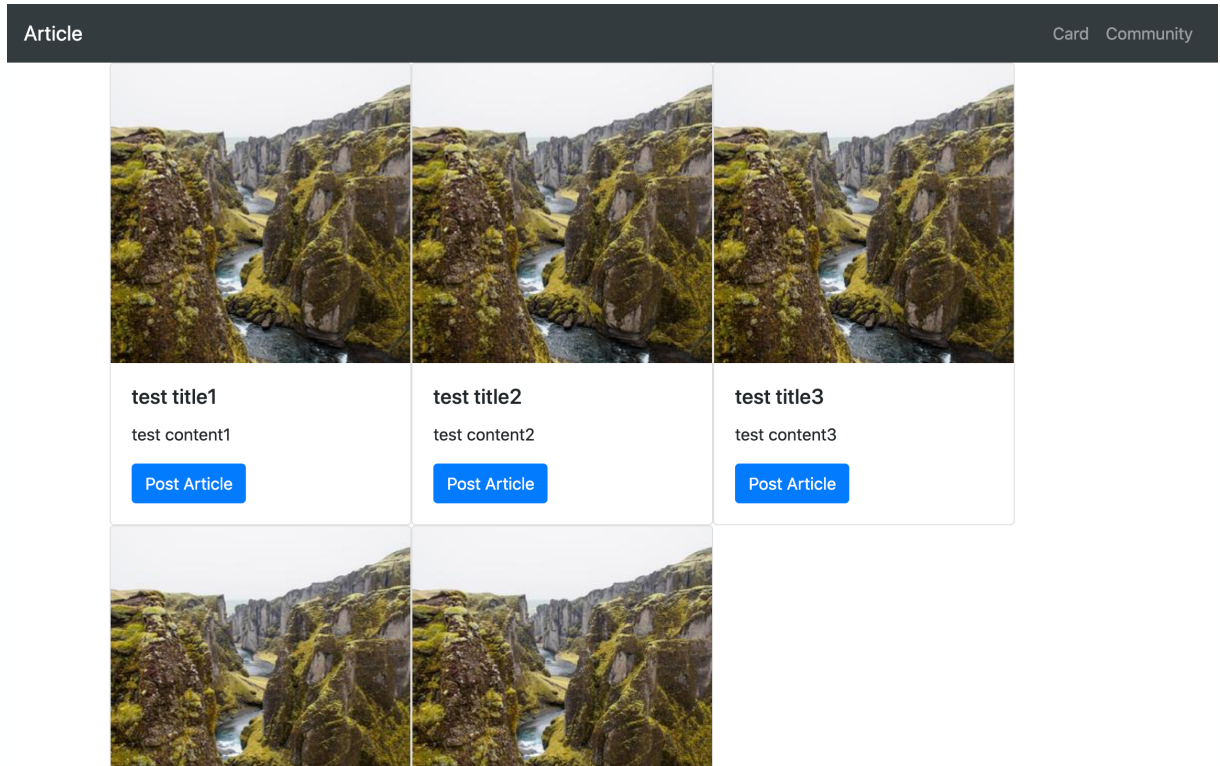 Article
Card Community
test title1
test content1
Post Article
test title2
test content2
Post Article
test title3
test content3
Post Article